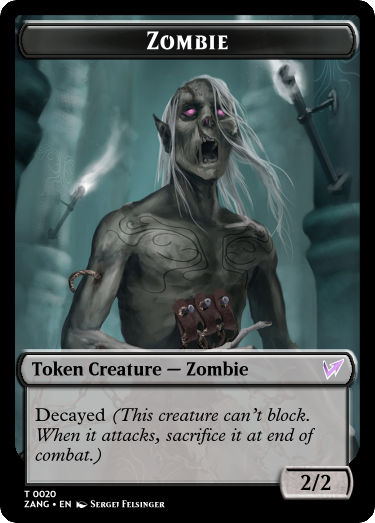 ZOMBIE
Token Creature — Zombie
Decayed (This creature can't block.
When it attacks, sacrifice it at end of
combat.)
2/2
T 0020
ZANG • EN Sergei Felsinger